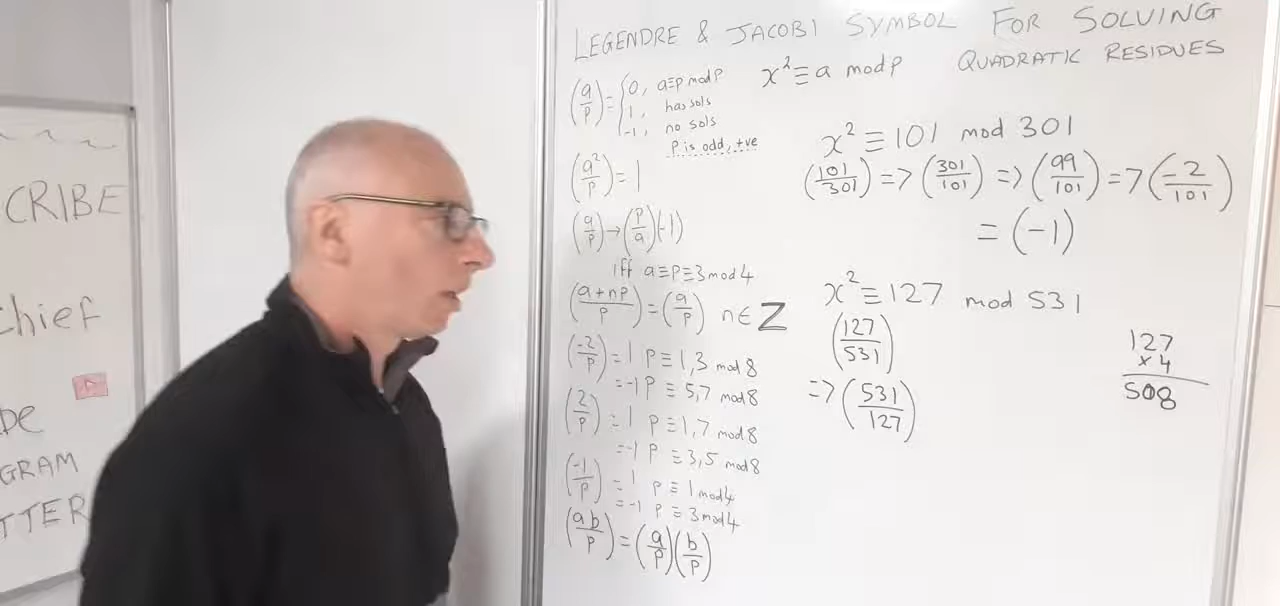 CRIBE
Chief
GRAM
TTER
LEGENDRE & JACOBI SYMBOL FOR SOLVING
QUADRATIC RESIDUES
x² ≡ a mod p
(a/p) = { 0, a≡p mod P
1, has sols
-1, no sols
P is odd, +ve
(a²/p) = 1
(a/p) → (p/a)(-1)
iff a≡p≡3 mod 4
((a+np)/p) = (a/p) n∈ℤ
(-2/p) = 1 p ≡ 1,3 mod 8
= -1 p ≡ 5,7 mod 8
(2/p) = 1 p ≡ 1,7 mod 8
= -1 p ≡ 3,5 mod 8
(-1/p) = 1 p ≡ 1 mod 4
= -1 p ≡ 3 mod 4
(ab/p) = (a/p)(b/p)
x² ≡ 101 mod 301
(101/301) => (301/101) => (99/101) => (-2/101)
= (-1)
x² ≡ 127 mod 531
(127/531)
=> (531/127)
127
× 4
508